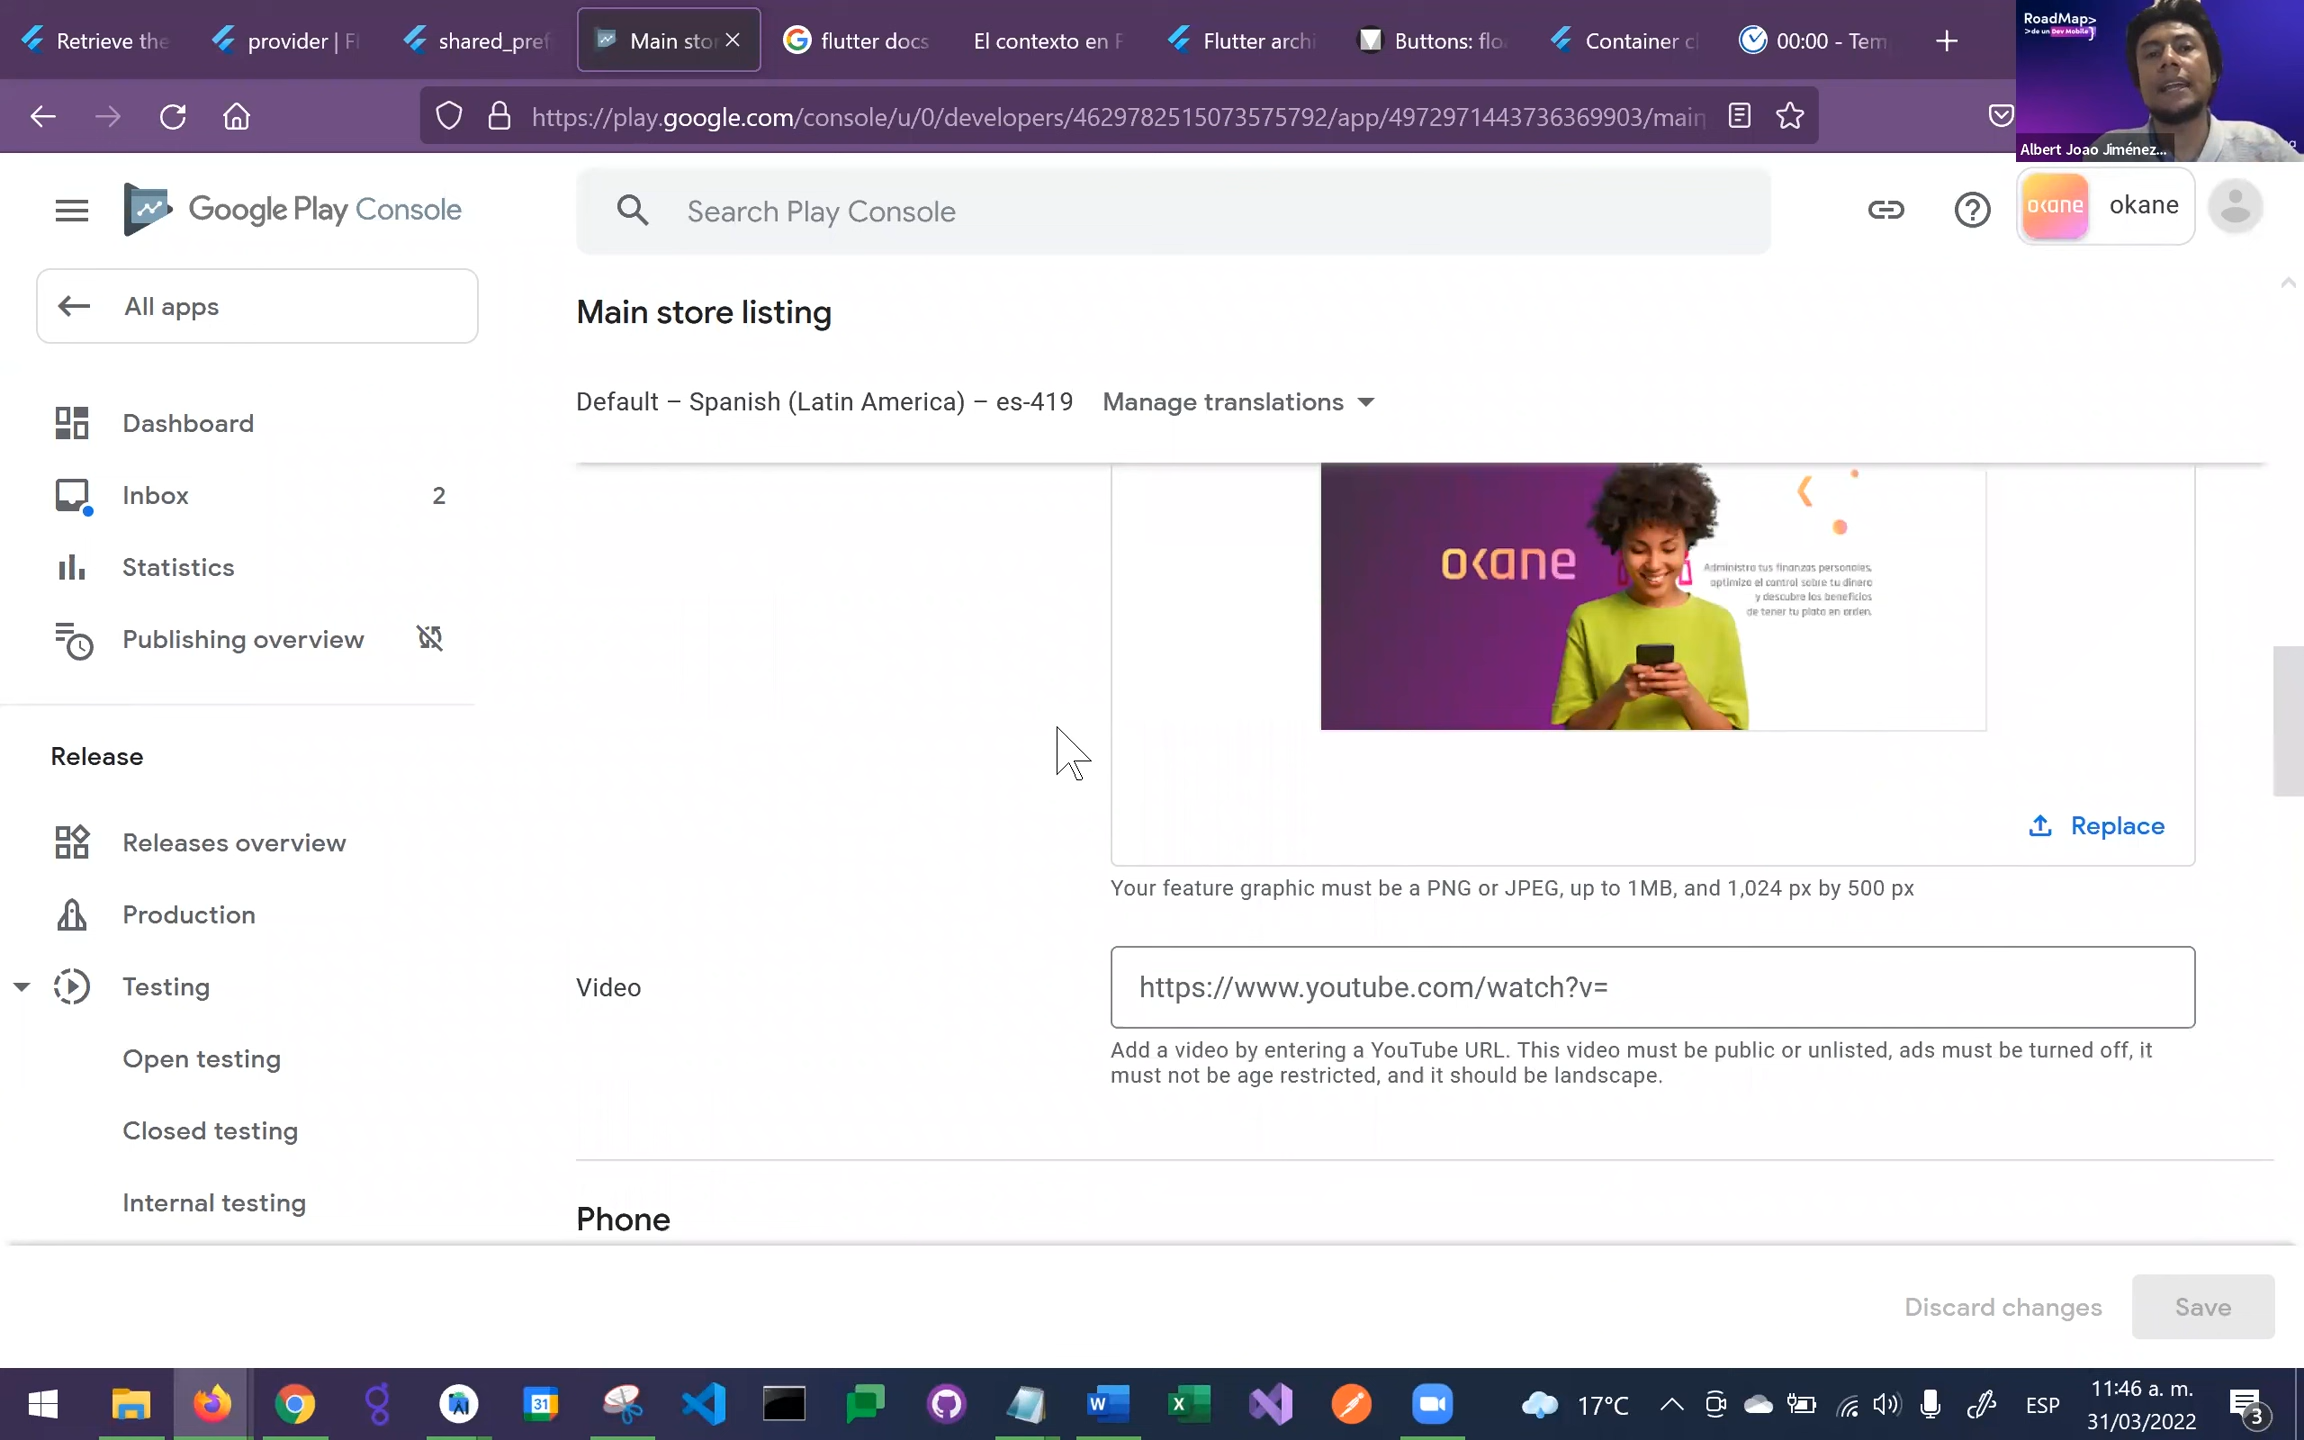 Retrieve the
provider | Fl
shared_pref
Main stor
flutter docs
El contexto en F
Flutter archi
Buttons: floa
Container cl
00:00 - Tem
RoadMap>
>de un Dev Mobile
Albert Joao Jiménez...
https://play.google.com/console/u/0/developers/4629782515073575792/app/4972971443736369903/main
Google Play Console
Search Play Console
okane
okane
All apps
Main store listing
Default – Spanish (Latin America) – es-419
Manage translations
Dashboard
Inbox
2
Statistics
Publishing overview
Release
Releases overview
Production
Testing
Open testing
Closed testing
Internal testing
okane
Administra tus finanzas personales,
optimiza el control sobre tu dinero
y descubre los beneficios
de tener tu plata en orden.
Replace
Your feature graphic must be a PNG or JPEG, up to 1MB, and 1,024 px by 500 px
Video
https://www.youtube.com/watch?v=
Add a video by entering a YouTube URL. This video must be public or unlisted, ads must be turned off, it
must not be age restricted, and it should be landscape.
Phone
Discard changes
Save
31
17°C
ESP
11:46 a. m.
31/03/2022
3